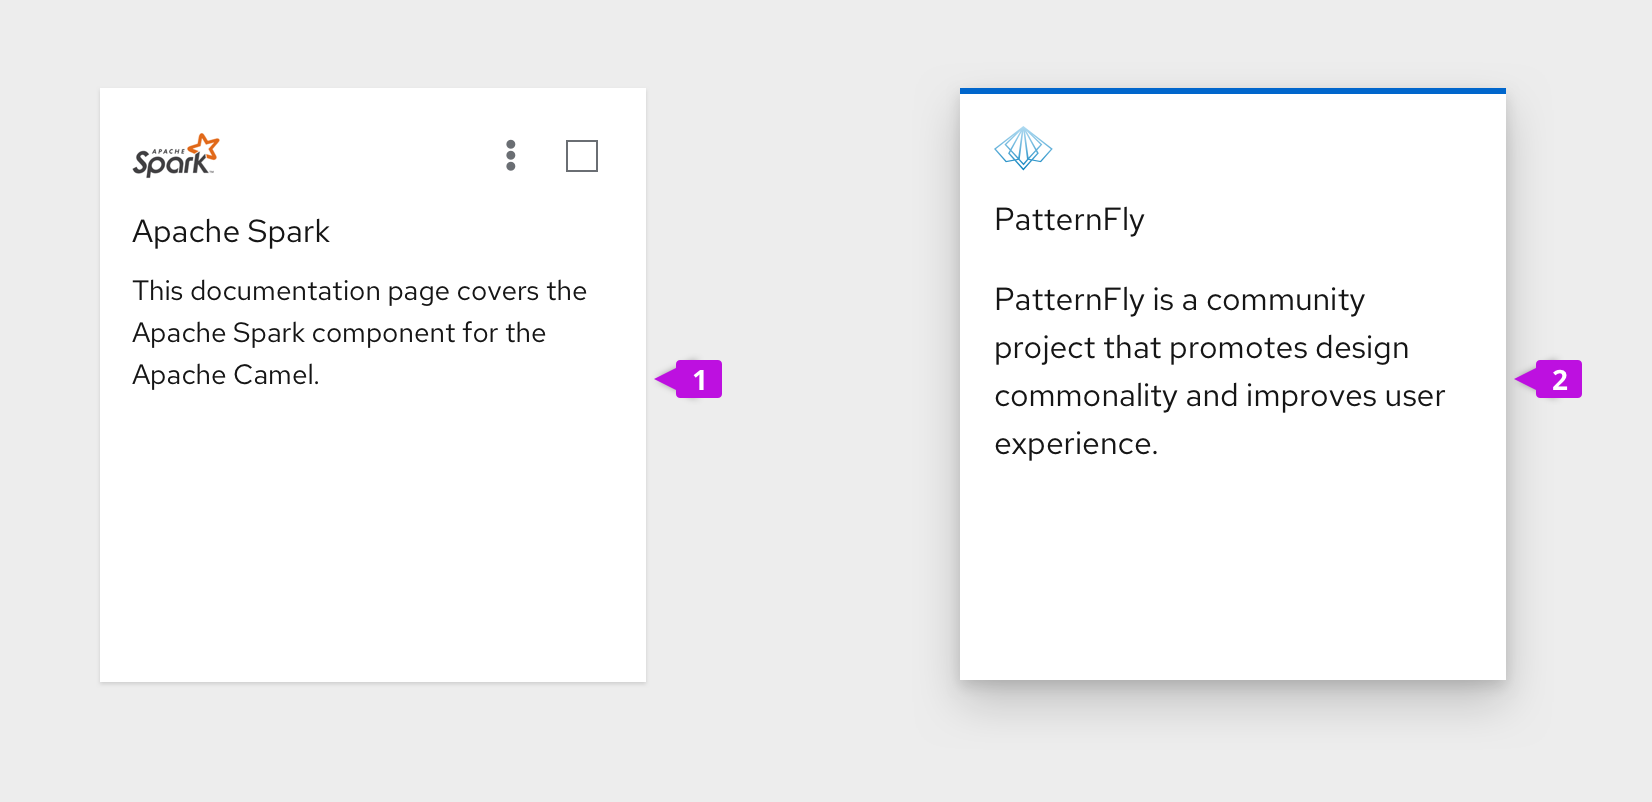 APACHE
Spark™
Apache Spark
This documentation page covers the
Apache Spark component for the
Apache Camel.
1
PatternFly
PatternFly is a community
project that promotes design
commonality and improves user
experience.
2